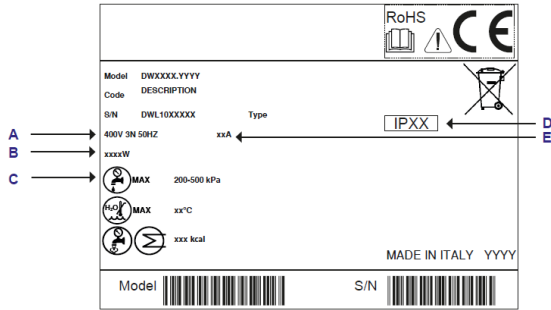 RoHS
CE
Model DWXXXX.YYYY
Code DESCRIPTION
S/N DWL10XXXXX Type
IPXX
D
A 400V 3N 50HZ xxA E
B xxxxW
C MAX 200-500 kPa
H₂O MAX xx°C
xxx kcal
MADE IN ITALY YYYY
Model S/N